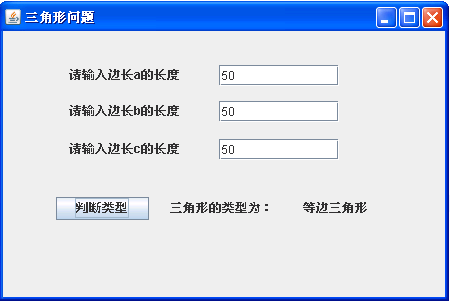 三角形问题
请输入边长a的长度 50
请输入边长b的长度 50
请输入边长c的长度 50
判断类型 三角形的类型为： 等边三角形